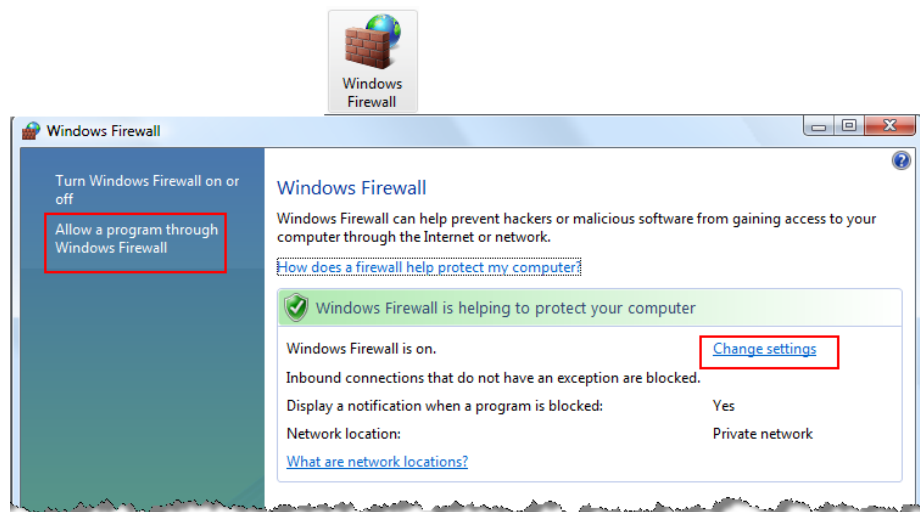 Windows
Firewall
Windows Firewall
Turn Windows Firewall on or
off
Allow a program through
Windows Firewall
Windows Firewall
Windows Firewall can help prevent hackers or malicious software from gaining access to your
computer through the Internet or network.
How does a firewall help protect my computer?
Windows Firewall is helping to protect your computer
Windows Firewall is on. Change settings
Inbound connections that do not have an exception are blocked.
Display a notification when a program is blocked: Yes
Network location: Private network
What are network locations?